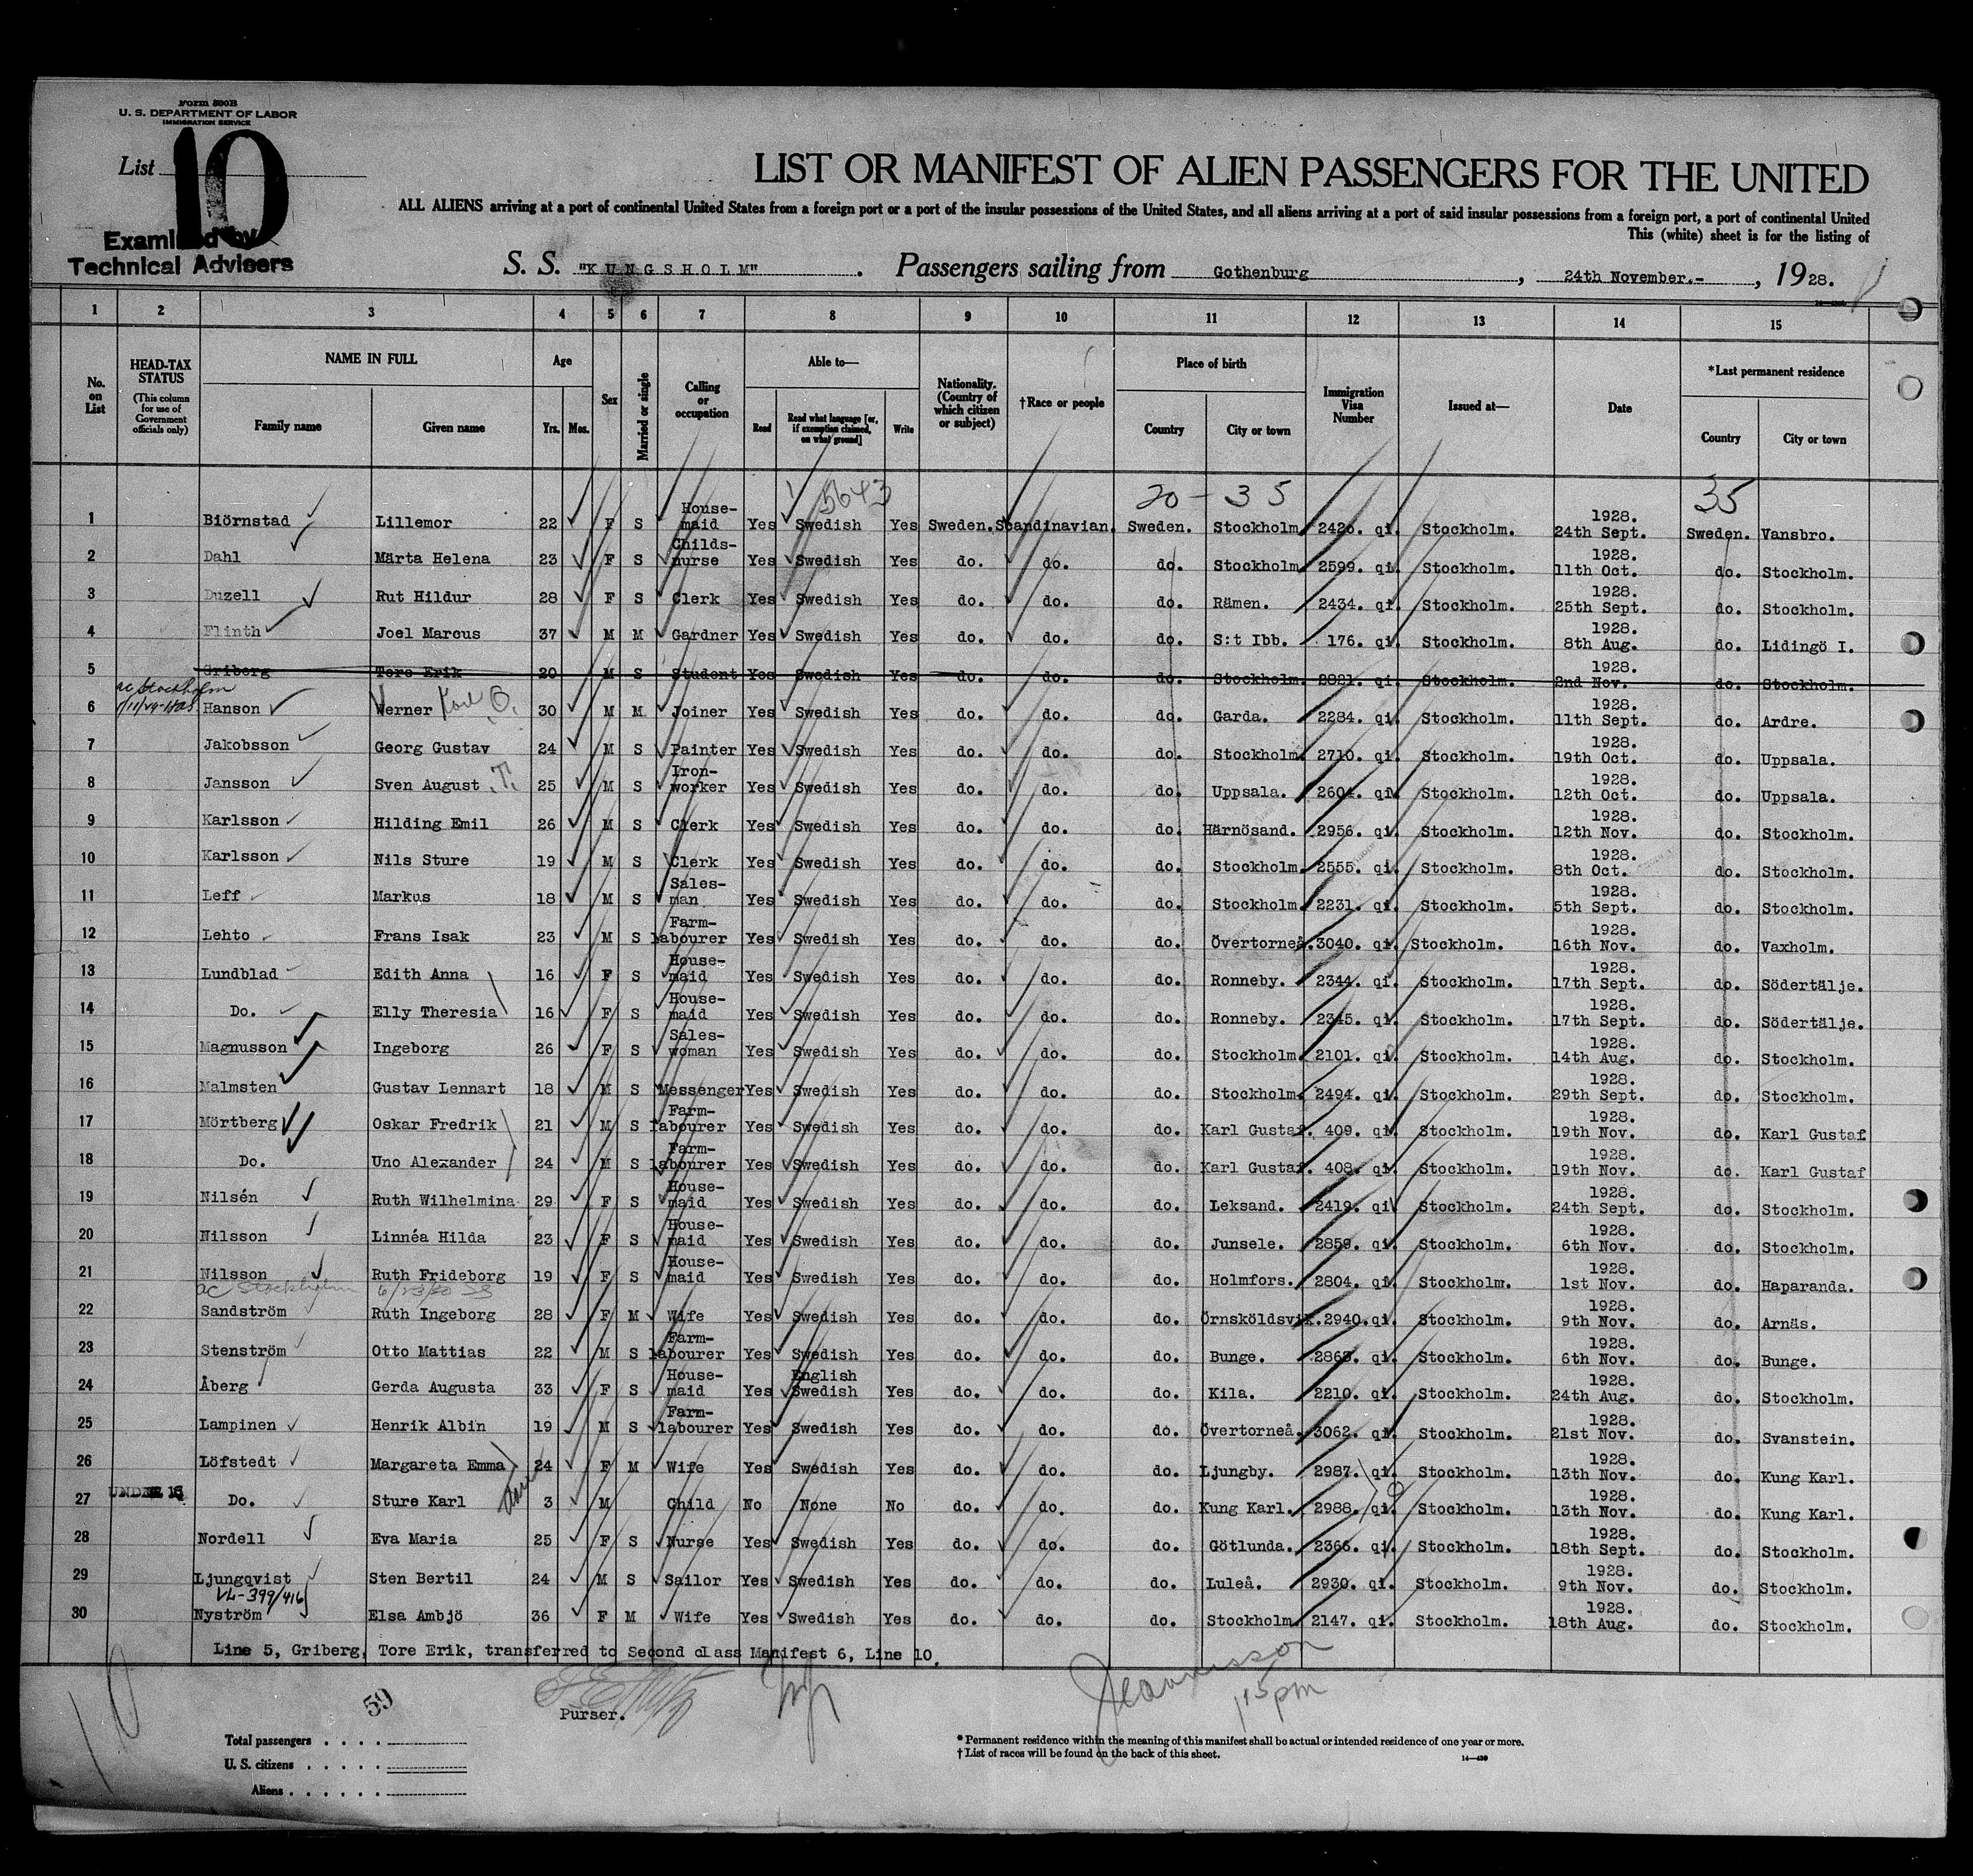 Form 500B
U. S. DEPARTMENT OF LABOR
IMMIGRATION SERVICE
List 10
Examined by
Technical Advisers
LIST OR MANIFEST OF ALIEN PASSENGERS FOR THE UNITED
ALL ALIENS arriving at a port of continental United States from a foreign port or a port of the insular possessions of the United States, and all aliens arriving at a port of said insular possessions from a foreign port, a port of continental United
This (white) sheet is for the listing of
S. S. "KUNGSHOLM". Passengers sailing from Gothenburg, 24th November.-, 1928.
1 2 3 4 5 6 7 8 9 10 11 12 13 14 15
No. on List
HEAD-TAX STATUS (This column for use of Government officials only)
NAME IN FULL Family name Given name
Age Yrs. Mos.
Sex
Married or single
Calling or occupation
Able to— Read Read what language [or, if exemption claimed, on what ground] Write
Nationality. (Country of which citizen or subject)
†Race or people
Place of birth Country City or town
Immigration Visa Number
Issued at—
Date
*Last permanent residence Country City or town
5643 20-35 35
1 Biörnstad Lillemor 22 F S House-maid Yes Swedish Yes Sweden. Scandinavian. Sweden. Stockholm 2426. qi. Stockholm. 1928. 24th Sept. Sweden. Vansbro.
2 Dahl Märta Helena 23 F S Childs-nurse Yes Swedish Yes do. do. do. Stockholm 2599. qi. Stockholm. 1928. 11th Oct. do. Stockholm.
3 Duzell Rut Hildur 28 F S Clerk Yes Swedish Yes do. do. do. Rämen. 2434. qi. Stockholm. 1928. 25th Sept. do. Stockholm.
4 Flinth Joel Marcus 37 M M Gardner Yes Swedish Yes do. do. do. S:t Ibb. 176. qi. Stockholm. 1928. 8th Aug. do. Lidingö I.
5 Griberg Tore Erik 20 M S Student Yes Swedish Yes do. do. do. Stockholm. 2821. qi. Stockholm. 1928. 2nd Nov. do. Stockholm.
ac Stockholm
6 Hanson Werner Karl O. 30 M M Joiner Yes Swedish Yes do. do. do. Garda. 2284. qi. Stockholm. 1928. 11th Sept. do. Ardre.
7 Jakobsson Georg Gustav 24 M S Painter Yes Swedish Yes do. do. do. Stockholm 2710. qi. Stockholm. 1928. 19th Oct. do. Uppsala.
8 Jansson Sven August T. 25 M S Iron-worker Yes Swedish Yes do. do. do. Uppsala. 2604. qi. Stockholm. 1928. 12th Oct. do. Uppsala.
9 Karlsson Hilding Emil 26 M S Clerk Yes Swedish Yes do. do. do. Härnösand. 2956. qi. Stockholm. 1928. 12th Nov. do. Stockholm.
10 Karlsson Nils Sture 19 M S Clerk Yes Swedish Yes do. do. do. Stockholm 2555. qi. Stockholm. 1928. 8th Oct. do. Stockholm.
11 Leff Markus 18 M S Sales-man Yes Swedish Yes do. do. do. Stockholm 2231. qi. Stockholm. 1928. 5th Sept. do. Stockholm.
12 Lehto Frans Isak 23 M S Farm-labourer Yes Swedish Yes do. do. do. Övertorneå. 3040. qi. Stockholm. 1928. 16th Nov. do. Vaxholm.
13 Lundblad Edith Anna 16 F S House-maid Yes Swedish Yes do. do. do. Ronneby. 2344. qi. Stockholm. 1928. 17th Sept. do. Södertälje.
14 Do. Elly Theresia 16 F S House-maid Yes Swedish Yes do. do. do. Ronneby. 2345. qi. Stockholm. 1928. 17th Sept. do. Södertälje.
15 Magnusson Ingeborg 26 F S Sales-woman Yes Swedish Yes do. do. do. Stockholm 2101. qi. Stockholm. 1928. 14th Aug. do. Stockholm.
16 Malmsten Gustav Lennart 18 M S Messenger Yes Swedish Yes do. do. do. Stockholm 2494. qi. Stockholm. 1928. 29th Sept. do. Stockholm.
17 Mörtberg Oskar Fredrik 21 M S Farm-labourer Yes Swedish Yes do. do. do. Karl Gustaf. 409. qi. Stockholm. 1928. 19th Nov. do. Karl Gustaf
18 Do. Uno Alexander 24 M S Farm-labourer Yes Swedish Yes do. do. do. Karl Gustaf. 408. qi. Stockholm. 1928. 19th Nov. do. Karl Gustaf
19 Nilsén Ruth Wilhelmina 29 F S House-maid Yes Swedish Yes do. do. do. Leksand. 2419. qi. Stockholm. 1928. 24th Sept. do. Stockholm.
20 Nilsson Linnéa Hilda 23 F S House-maid Yes Swedish Yes do. do. do. Junsele. 2859. qi. Stockholm. 1928. 6th Nov. do. Stockholm.
21 Nilsson Ruth Frideborg 19 F S House-maid Yes Swedish Yes do. do. do. Holmfors. 2804. qi. Stockholm. 1928. 1st Nov. do. Haparanda.
ac Stockholm
22 Sandström Ruth Ingeborg 28 F M Wife Yes Swedish Yes do. do. do. Örnsköldsvik. 2940. qi. Stockholm. 1928. 9th Nov. do. Arnäs.
23 Stenström Otto Mattias 22 M S Farm-labourer Yes Swedish Yes do. do. do. Bunge. 2863. qi. Stockholm. 1928. 6th Nov. do. Bunge.
24 Åberg Gerda Augusta 33 F S House-maid Yes English Swedish Yes do. do. do. Kila. 2210. qi. Stockholm. 1928. 24th Aug. do. Stockholm.
25 Lampinen Henrik Albin 19 M S Farm-labourer Yes Swedish Yes do. do. do. Övertorneå. 3062. qi. Stockholm. 1928. 21st Nov. do. Svanstein.
26 Löfstedt Margareta Emma 24 F M Wife Yes Swedish Yes do. do. do. Ljungby. 2987. qi. Stockholm. 1928. 13th Nov. do. Kung Karl.
27 UNDER 16 Do. Sture Karl 3 M Child No None No do. do. do. Kung Karl. 2988. qi. Stockholm. 1928. 13th Nov. do. Kung Karl.
28 Nordell Eva Maria 25 F S Nurse Yes Swedish Yes do. do. do. Götlunda. 2366. qi. Stockholm. 1928. 18th Sept. do. Stockholm.
29 Ljungqvist Sten Bertil 24 M S Sailor Yes Swedish Yes do. do. do. Luleå. 2930. qi. Stockholm. 1928. 9th Nov. do. Stockholm.
VL-399/416
30 Nyström Elsa Ambjö 36 F M Wife Yes Swedish Yes do. do. do. Stockholm 2147. qi. Stockholm. 1928. 18th Aug. do. Stockholm.
Line 5, Griberg, Tore Erik, transferred to Second class Manifest 6, Line 10.
Purser.
59
10
115 pm
Total passengers . . . .
U. S. citizens . . . . .
Aliens . . . . . .
* Permanent residence within the meaning of this manifest shall be actual or intended residence of one year or more.
† List of races will be found on the back of this sheet.
14—430